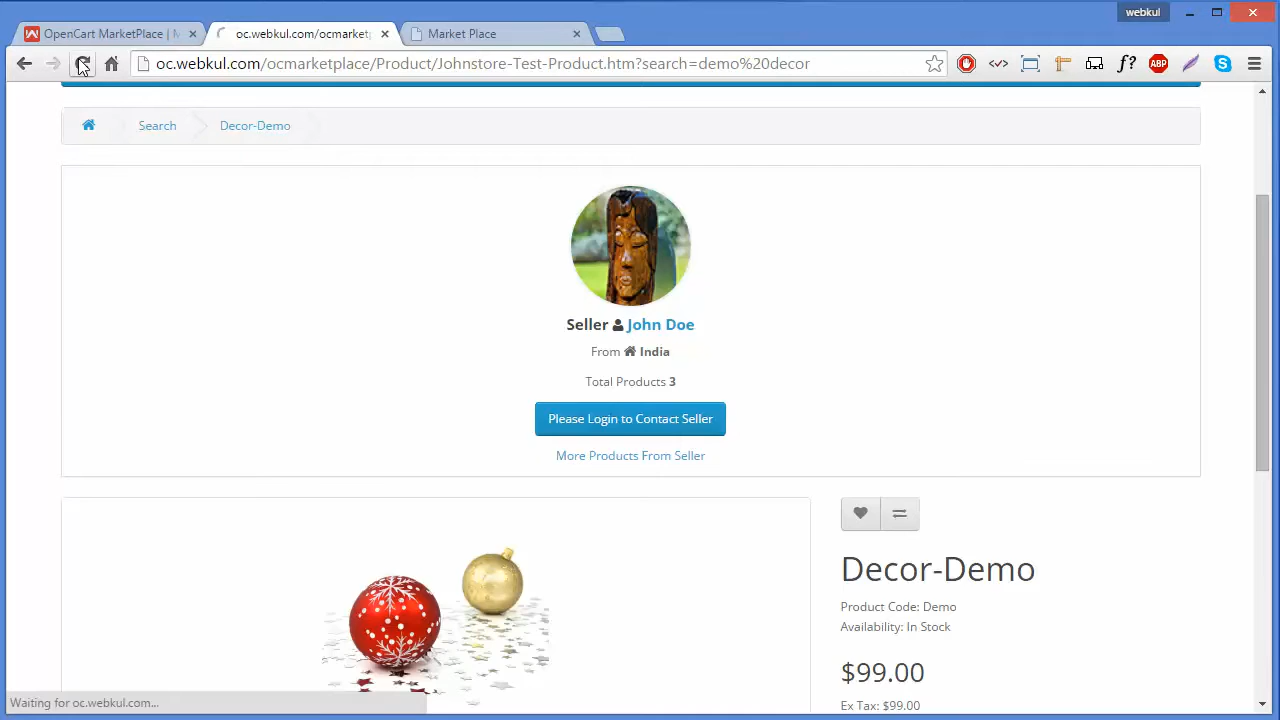 webkul
OpenCart MarketPlace | M
oc.webkul.com/ocmarketp
Market Place
oc.webkul.com/ocmarketplace/Product/Johnstore-Test-Product.htm?search=demo%20decor
f?
ABP
Search
Decor-Demo
Seller John Doe
From India
Total Products 3
Please Login to Contact Seller
More Products From Seller
Decor-Demo
Product Code: Demo
Availability: In Stock
$99.00
Ex Tax: $99.00
Waiting for oc.webkul.com...